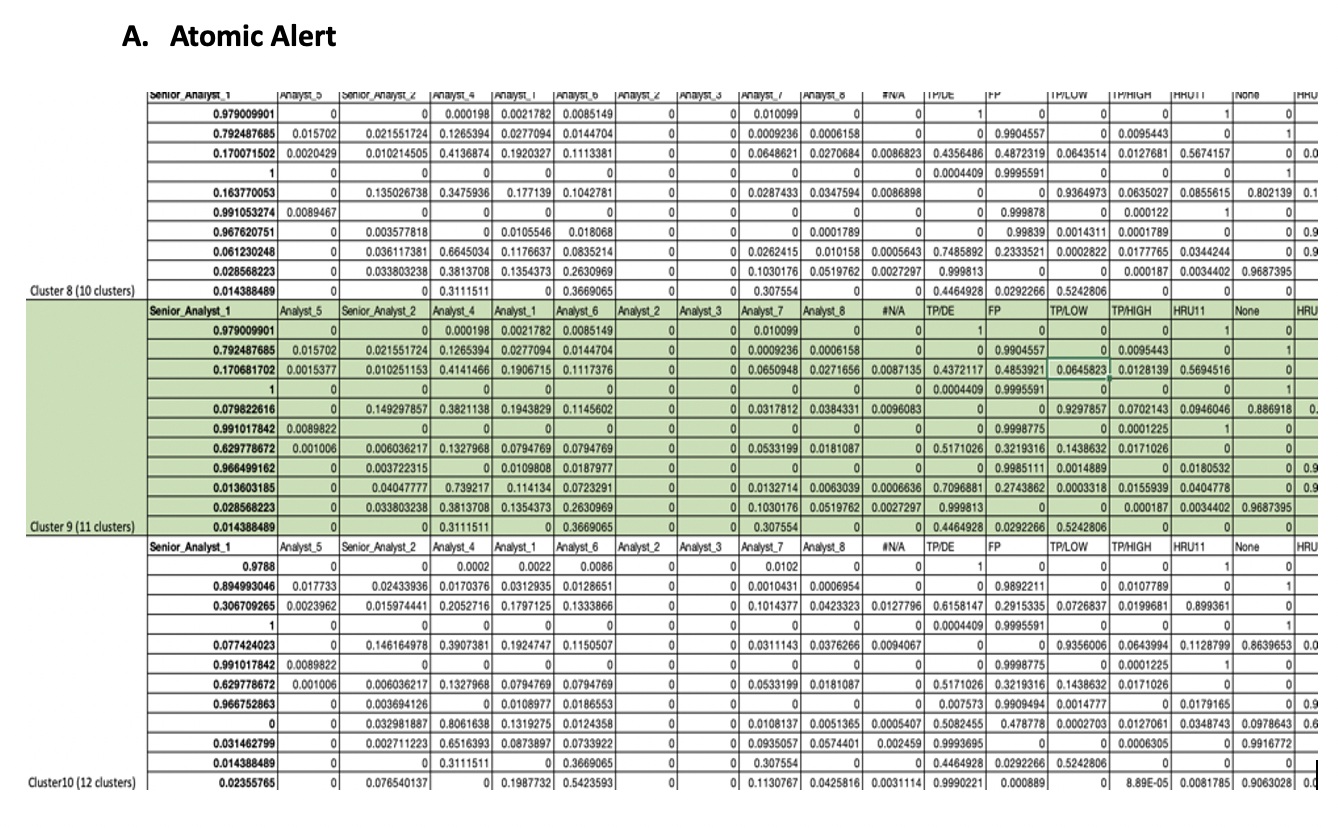 A. Atomic Alert
Senior_Analyst_1 Analyst_5 Senior_Analyst_2 Analyst_4 Analyst_1 Analyst_6 Analyst_2 Analyst_3 Analyst_7 Analyst_8 #N/A TP/DE FP TP/LOW TP/HIGH HRU11 None HRU
0.979009901 0 0 0.000198 0.0021782 0.0085149 0 0 0.010099 0 0 1 0 0 0 1 0
0.792487685 0.015702 0.021551724 0.1265394 0.0277094 0.0144704 0 0 0.0009236 0.0006158 0 0 0.9904557 0 0.0095443 0 1
0.170071502 0.0020429 0.010214505 0.4136874 0.1920327 0.1113381 0 0 0.0648621 0.0270684 0.0086823 0.4356486 0.4872319 0.0643514 0.0127681 0.5674157 0 0.0
1 0 0 0 0 0 0 0 0 0 0 0.0004409 0.9995591 0 0 0 1
0.163770053 0 0.135026738 0.3475936 0.177139 0.1042781 0 0 0.0287433 0.0347594 0.0086898 0 0 0.9364973 0.0635027 0.0855615 0.802139 0.1
0.991053274 0.0089467 0 0 0 0 0 0 0 0 0 0 0.999878 0 0.000122 1 0
0.967620751 0 0.003577818 0 0.0105546 0.018068 0 0 0 0.0001789 0 0 0.99839 0.0014311 0.0001789 0 0 0.9
0.061230248 0 0.036117381 0.6645034 0.1176637 0.0835214 0 0 0.0262415 0.010158 0.0005643 0.7485892 0.2333521 0.0002822 0.0177765 0.0344244 0 0.9
0.028568223 0 0.033803238 0.3813708 0.1354373 0.2630969 0 0 0.1030176 0.0519762 0.0027297 0.999813 0 0 0.000187 0.0034402 0.9687395
Cluster 8 (10 clusters) 0.014388489 0 0 0.3111511 0 0.3669065 0 0 0.307554 0 0 0.4464928 0.0292266 0.5242806 0 0 0
Senior_Analyst_1 Analyst_5 Senior_Analyst_2 Analyst_4 Analyst_1 Analyst_6 Analyst_2 Analyst_3 Analyst_7 Analyst_8 #N/A TP/DE FP TP/LOW TP/HIGH HRU11 None HRU
0.979009901 0 0 0.000198 0.0021782 0.0085149 0 0 0.010099 0 0 1 0 0 0 1 0
0.792487685 0.015702 0.021551724 0.1265394 0.0277094 0.0144704 0 0 0.0009236 0.0006158 0 0 0.9904557 0 0.0095443 0 1
0.170681702 0.0015377 0.010251153 0.4141466 0.1906715 0.1117376 0 0 0.0650948 0.0271656 0.0087135 0.4372117 0.4853921 0.0645823 0.0128139 0.5694516 0
1 0 0 0 0 0 0 0 0 0 0 0.0004409 0.9995591 0 0 0 1
0.079822616 0 0.149297857 0.3821138 0.1943829 0.1145602 0 0 0.0317812 0.0384331 0.0096083 0 0 0.9297857 0.0702143 0.0946046 0.886918 0.
0.991017842 0.0089822 0 0 0 0 0 0 0 0 0 0 0.9998775 0 0.0001225 1 0
0.629778672 0.001006 0.006036217 0.1327968 0.0794769 0.0794769 0 0 0.0533199 0.0181087 0 0.5171026 0.3219316 0.1438632 0.0171026 0 0
0.966499162 0 0.003722315 0 0.0109808 0.0187977 0 0 0 0 0 0 0.9985111 0.0014889 0 0.0180532 0 0.9
0.013603185 0 0.04047777 0.739217 0.114134 0.0723291 0 0 0.0132714 0.0063039 0.0006636 0.7096881 0.2743862 0.0003318 0.0155939 0.0404778 0 0.9
0.028568223 0 0.033803238 0.3813708 0.1354373 0.2630969 0 0 0.1030176 0.0519762 0.0027297 0.999813 0 0 0.000187 0.0034402 0.9687395
Cluster 9 (11 clusters) 0.014388489 0 0 0.3111511 0 0.3669065 0 0 0.307554 0 0 0.4464928 0.0292266 0.5242806 0 0 0
Senior_Analyst_1 Analyst_5 Senior_Analyst_2 Analyst_4 Analyst_1 Analyst_6 Analyst_2 Analyst_3 Analyst_7 Analyst_8 #N/A TP/DE FP TP/LOW TP/HIGH HRU11 None HRU
0.9788 0 0 0.0002 0.0022 0.0086 0 0 0.0102 0 0 1 0 0 0 1 0
0.894993046 0.017733 0.02433936 0.0170376 0.0312935 0.0128651 0 0 0.0010431 0.0006954 0 0 0.9892211 0 0.0107789 0 1
0.306709265 0.0023962 0.015974441 0.2052716 0.1797125 0.1333866 0 0 0.1014377 0.0423323 0.0127796 0.6158147 0.2915335 0.0726837 0.0199681 0.899361 0
1 0 0 0 0 0 0 0 0 0 0 0.0004409 0.9995591 0 0 0 1
0.077424023 0 0.146164978 0.3907381 0.1924747 0.1150507 0 0 0.0311143 0.0376266 0.0094067 0 0 0.9356006 0.0643994 0.1128799 0.8639653 0.0
0.991017842 0.0089822 0 0 0 0 0 0 0 0 0 0 0.9998775 0 0.0001225 1 0
0.629778672 0.001006 0.006036217 0.1327968 0.0794769 0.0794769 0 0 0.0533199 0.0181087 0 0.5171026 0.3219316 0.1438632 0.0171026 0 0
0.966752863 0 0.003694126 0 0.0108977 0.0186553 0 0 0 0 0 0.007573 0.9909494 0.0014777 0 0.0179165 0 0.9
0 0 0.032981887 0.8061638 0.1319275 0.0124358 0 0 0.0108137 0.0051365 0.0005407 0.5082455 0.478778 0.0002703 0.0127061 0.0348743 0.0978643 0.6
0.031462799 0 0.002711223 0.6516393 0.0873897 0.0733922 0 0 0.0935057 0.0574401 0.002459 0.9993695 0 0 0.0006305 0 0.9916772
0.014388489 0 0 0.3111511 0 0.3669065 0 0 0.307554 0 0 0.4464928 0.0292266 0.5242806 0 0 0
Cluster10 (12 clusters) 0.02355765 0 0.076540137 0 0.1987732 0.5423593 0 0 0.1130767 0.0425816 0.0031114 0.9990221 0.000889 0 8.89E-05 0.0081785 0.9063028 0.0